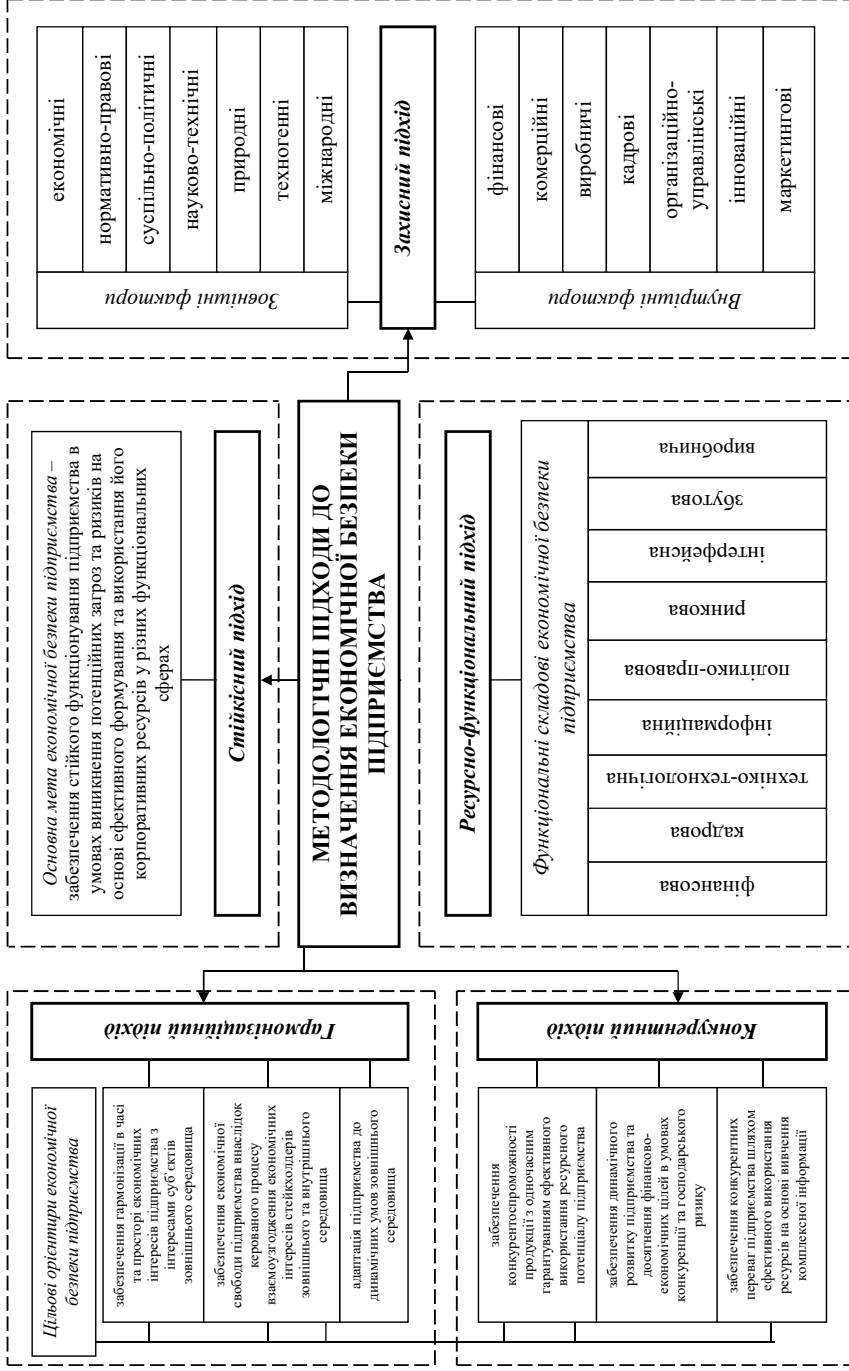 Цільові орієнтири економічної
безпеки підприємства
забезпечення гармонізації в часі
та просторі економічних
інтересів підприємства з
інтересами суб`єктів
зовнішнього середовища
забезпечення економічної
свободи підприємства внаслідок
керованого процесу
взаємоузгодження економічних
інтересів стейкхолдерів
зовнішнього та внутрішнього
середовища
адаптація підприємства до
динамічних умов зовнішнього
середовища
Гармонізаційний підхід
Основна мета економічної безпеки підприємства –
забезпечення стійкого функціонування підприємства в
умовах виникнення потенційних загроз та ризиків на
основі ефективного формування та використання його
корпоративних ресурсів у різних функціональних
сферах
Стійкісний підхід
МЕТОДОЛОГІЧНІ ПІДХОДИ ДО
ВИЗНАЧЕННЯ ЕКОНОМІЧНОЇ БЕЗПЕКИ
ПІДПРИЄМСТВА
Зовнішні фактори
економічні
нормативно-правові
суспільно-політичні
науково-технічні
природні
техногенні
міжнародні
Захисний підхід
Внутрішні фактори
фінансові
комерційні
виробничі
кадрові
організаційно-
управлінські
інноваційні
маркетингові
забезпечення
конкурентоспроможності
продукції з одночасним
гарантуванням ефективного
використання ресурсного
потенціалу підприємства
забезпечення динамічного
розвитку підприємства та
досягнення фінансово-
економічних цілей в умовах
конкуренції та господарського
ризику
забезпечення конкурентних
переваг підприємства шляхом
ефективного використання
ресурсів на основі вивчення
комплексної інформації
Конкурентний підхід
Ресурсно-функціональний підхід
Функціональні складові економічної безпеки
підприємства
фінансова
кадрова
техніко-технологічна
інформаційна
політико-правова
ринкова
інтерфейсна
збутова
виробнича